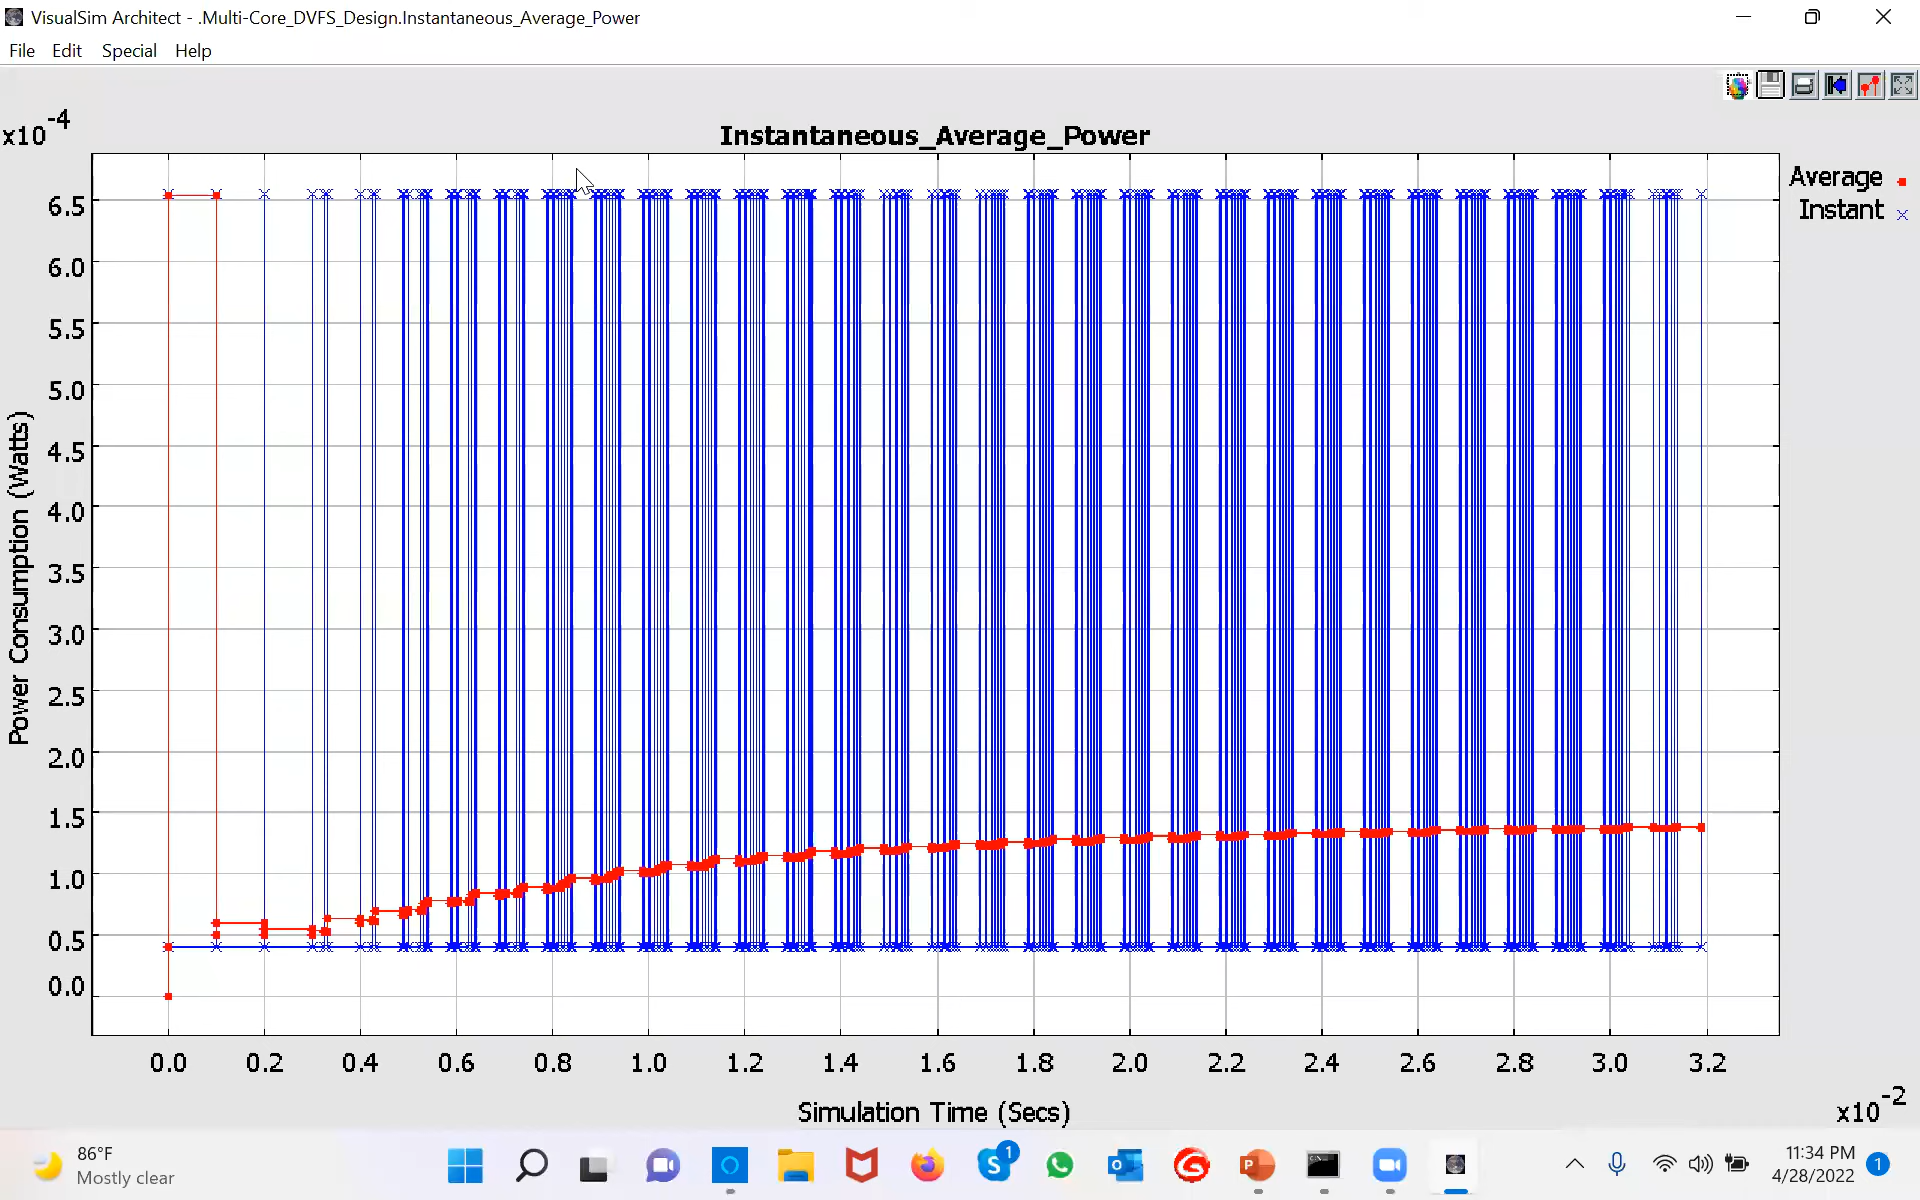 VisualSim Architect - .Multi-Core_DVFS_Design.Instantaneous_Average_Power
File Edit Special Help
x10^-4
Instantaneous_Average_Power
Average
Instant
6.5
6.0
5.5
5.0
4.5
4.0
3.5
3.0
2.5
2.0
1.5
1.0
0.5
0.0
Power Consumption (Watts)
0.0 0.2 0.4 0.6 0.8 1.0 1.2 1.4 1.6 1.8 2.0 2.2 2.4 2.6 2.8 3.0 3.2
Simulation Time (Secs)
x10^-2
86°F
Mostly clear
S 1
O
P
C:\
11:34 PM
4/28/2022
1